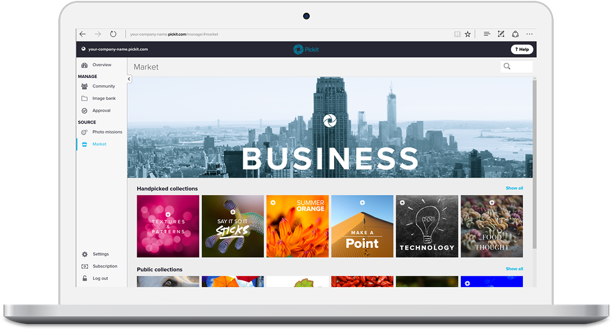 your-company-name.pickit.com/manage/#market
your-company-name.pickit.com
Pickit
? Help
Overview
MANAGE
Community
Image bank
Approval
SOURCE
Photo missions
Market
Settings
Subscription
Log out
Market
BUSINESS
Handpicked collections
Show all
TEXTURES
PATTERNS
SAY IT SO IT
STICKS
SUMMER
ORANGE
MAKE A
Point
TECHNOLOGY
FOOD
THOUGHT
Public collections
Show all